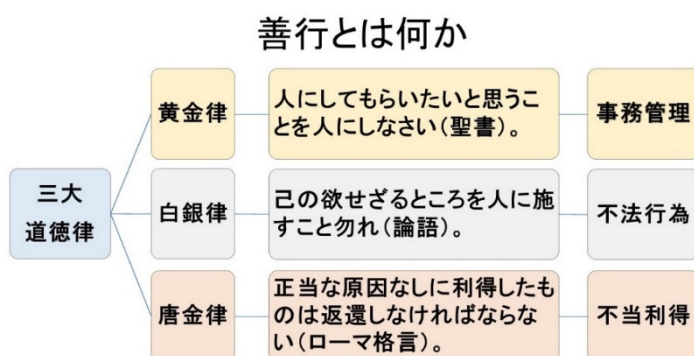 善行とは何か
三大
道徳律
黄金律
人にしてもらいたいと思うこ
とを人にしなさい(聖書)。
事務管理
白銀律
己の欲せざるところを人に施
すこと勿れ(論語)。
不法行為
唐金律
正当な原因なしに利得したも
のは返還しなければならな
い(ローマ格言)。
不当利得